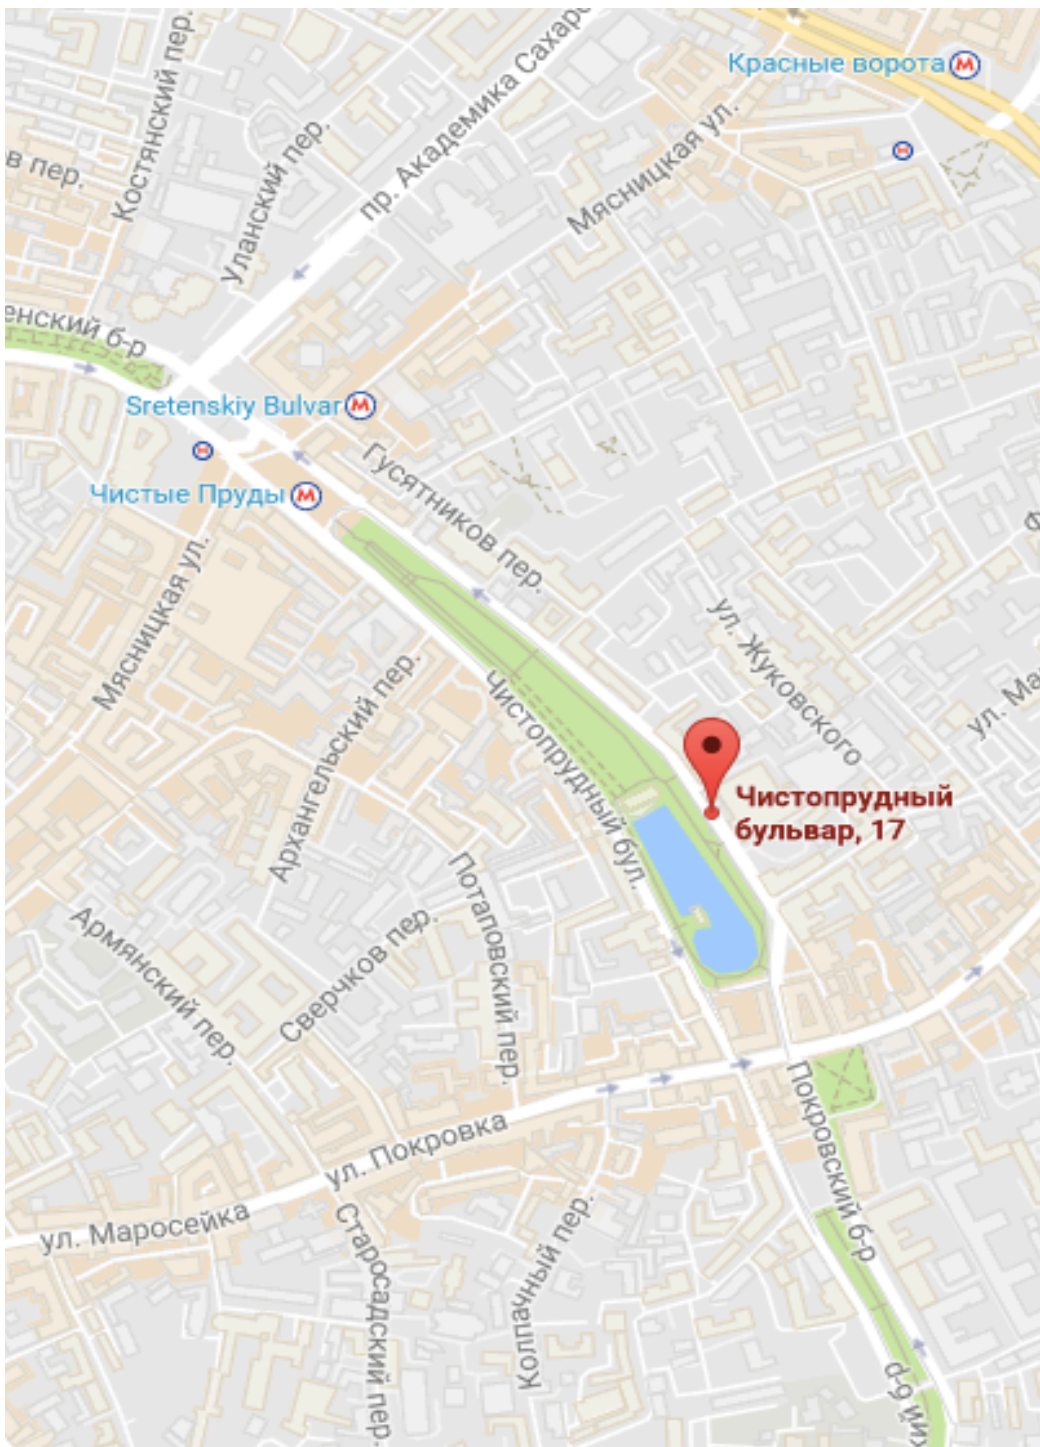 Красные ворота
Костянский пер.
Уланский пер.
пр. Академика Сахаро
Мясницкая ул.
в пер.
енский б-р
Sretenskiy Bulvar
Чистые Пруды
Гусятников пер.
Мясницкая ул.
ул. Жуковского
ул. Ма
Архангельский пер.
Чистопрудный бул.
Чистопрудный
бульвар, 17
Потаповский пер.
Армянский пер.
Сверчков пер.
ул. Покровка
Покровский б-р
ул. Маросейка
Старосадский пер.
Колпачный пер.
кий б-р